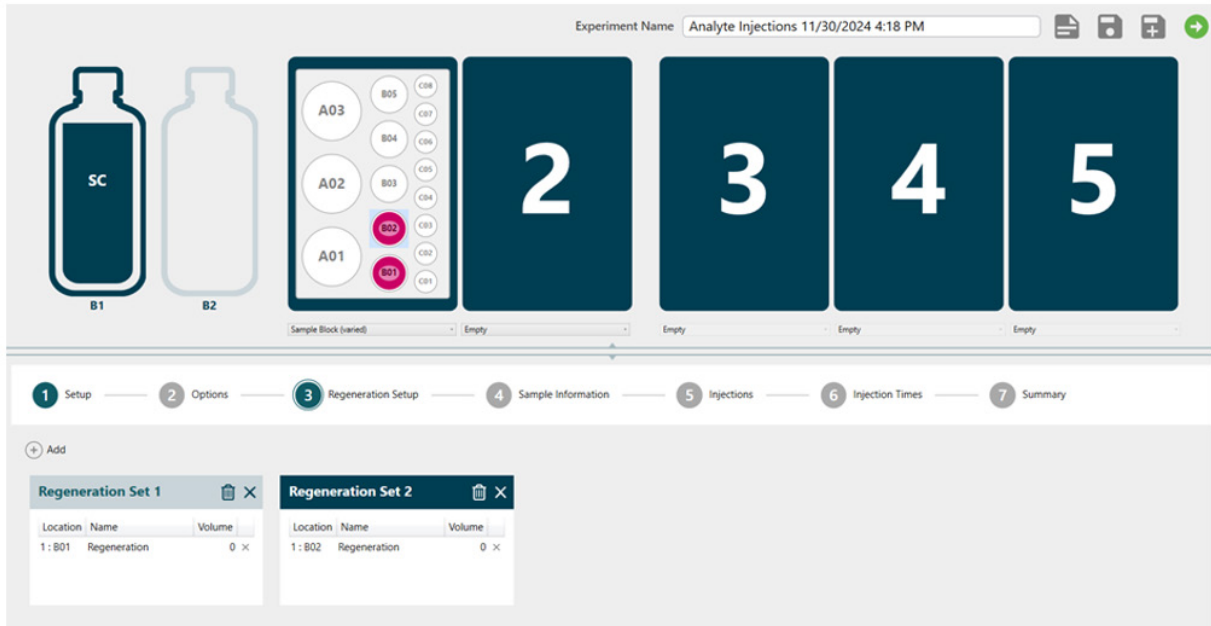 Experiment Name Analyte Injections 11/30/2024 4:18 PM
SC
B1
B2
A03
A02
A01
B05
B04
B03
B02
B01
C08
C07
C06
C05
C04
C03
C02
C01
2
3
4
5
Sample Block (varied)
Empty
Empty
Empty
Empty
1 Setup 2 Options 3 Regeneration Setup 4 Sample Information 5 Injections 6 Injection Times 7 Summary
Add
Regeneration Set 1
Location Name Volume
1 : B01 Regeneration 0
Regeneration Set 2
Location Name Volume
1 : B02 Regeneration 0